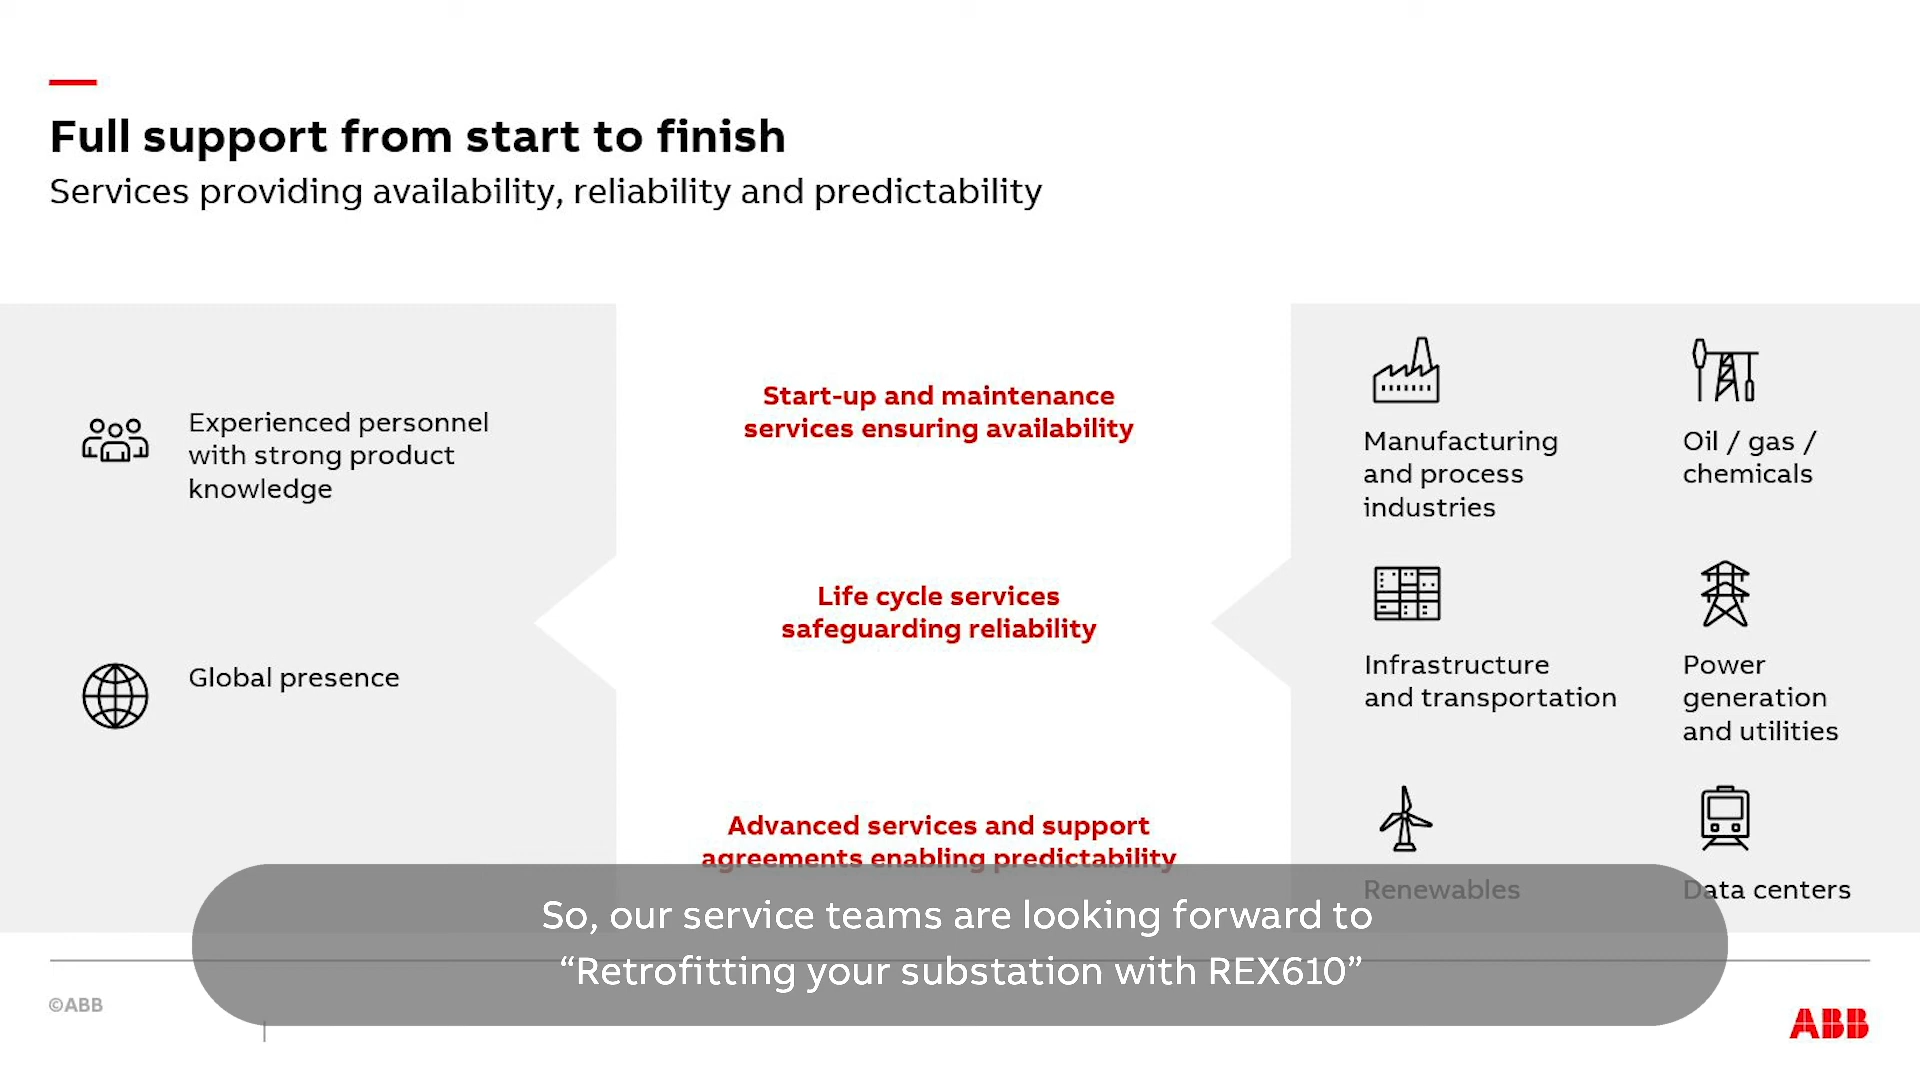 Full support from start to finish
Services providing availability, reliability and predictability
Experienced personnel
with strong product
knowledge
Global presence
Start-up and maintenance
services ensuring availability
Life cycle services
safeguarding reliability
Advanced services and support
agreements enabling predictability
Manufacturing
and process
industries
Oil / gas /
chemicals
Infrastructure
and transportation
Power
generation
and utilities
Renewables
Data centers
So, our service teams are looking forward to
“Retrofitting your substation with REX610”
©ABB
ABB